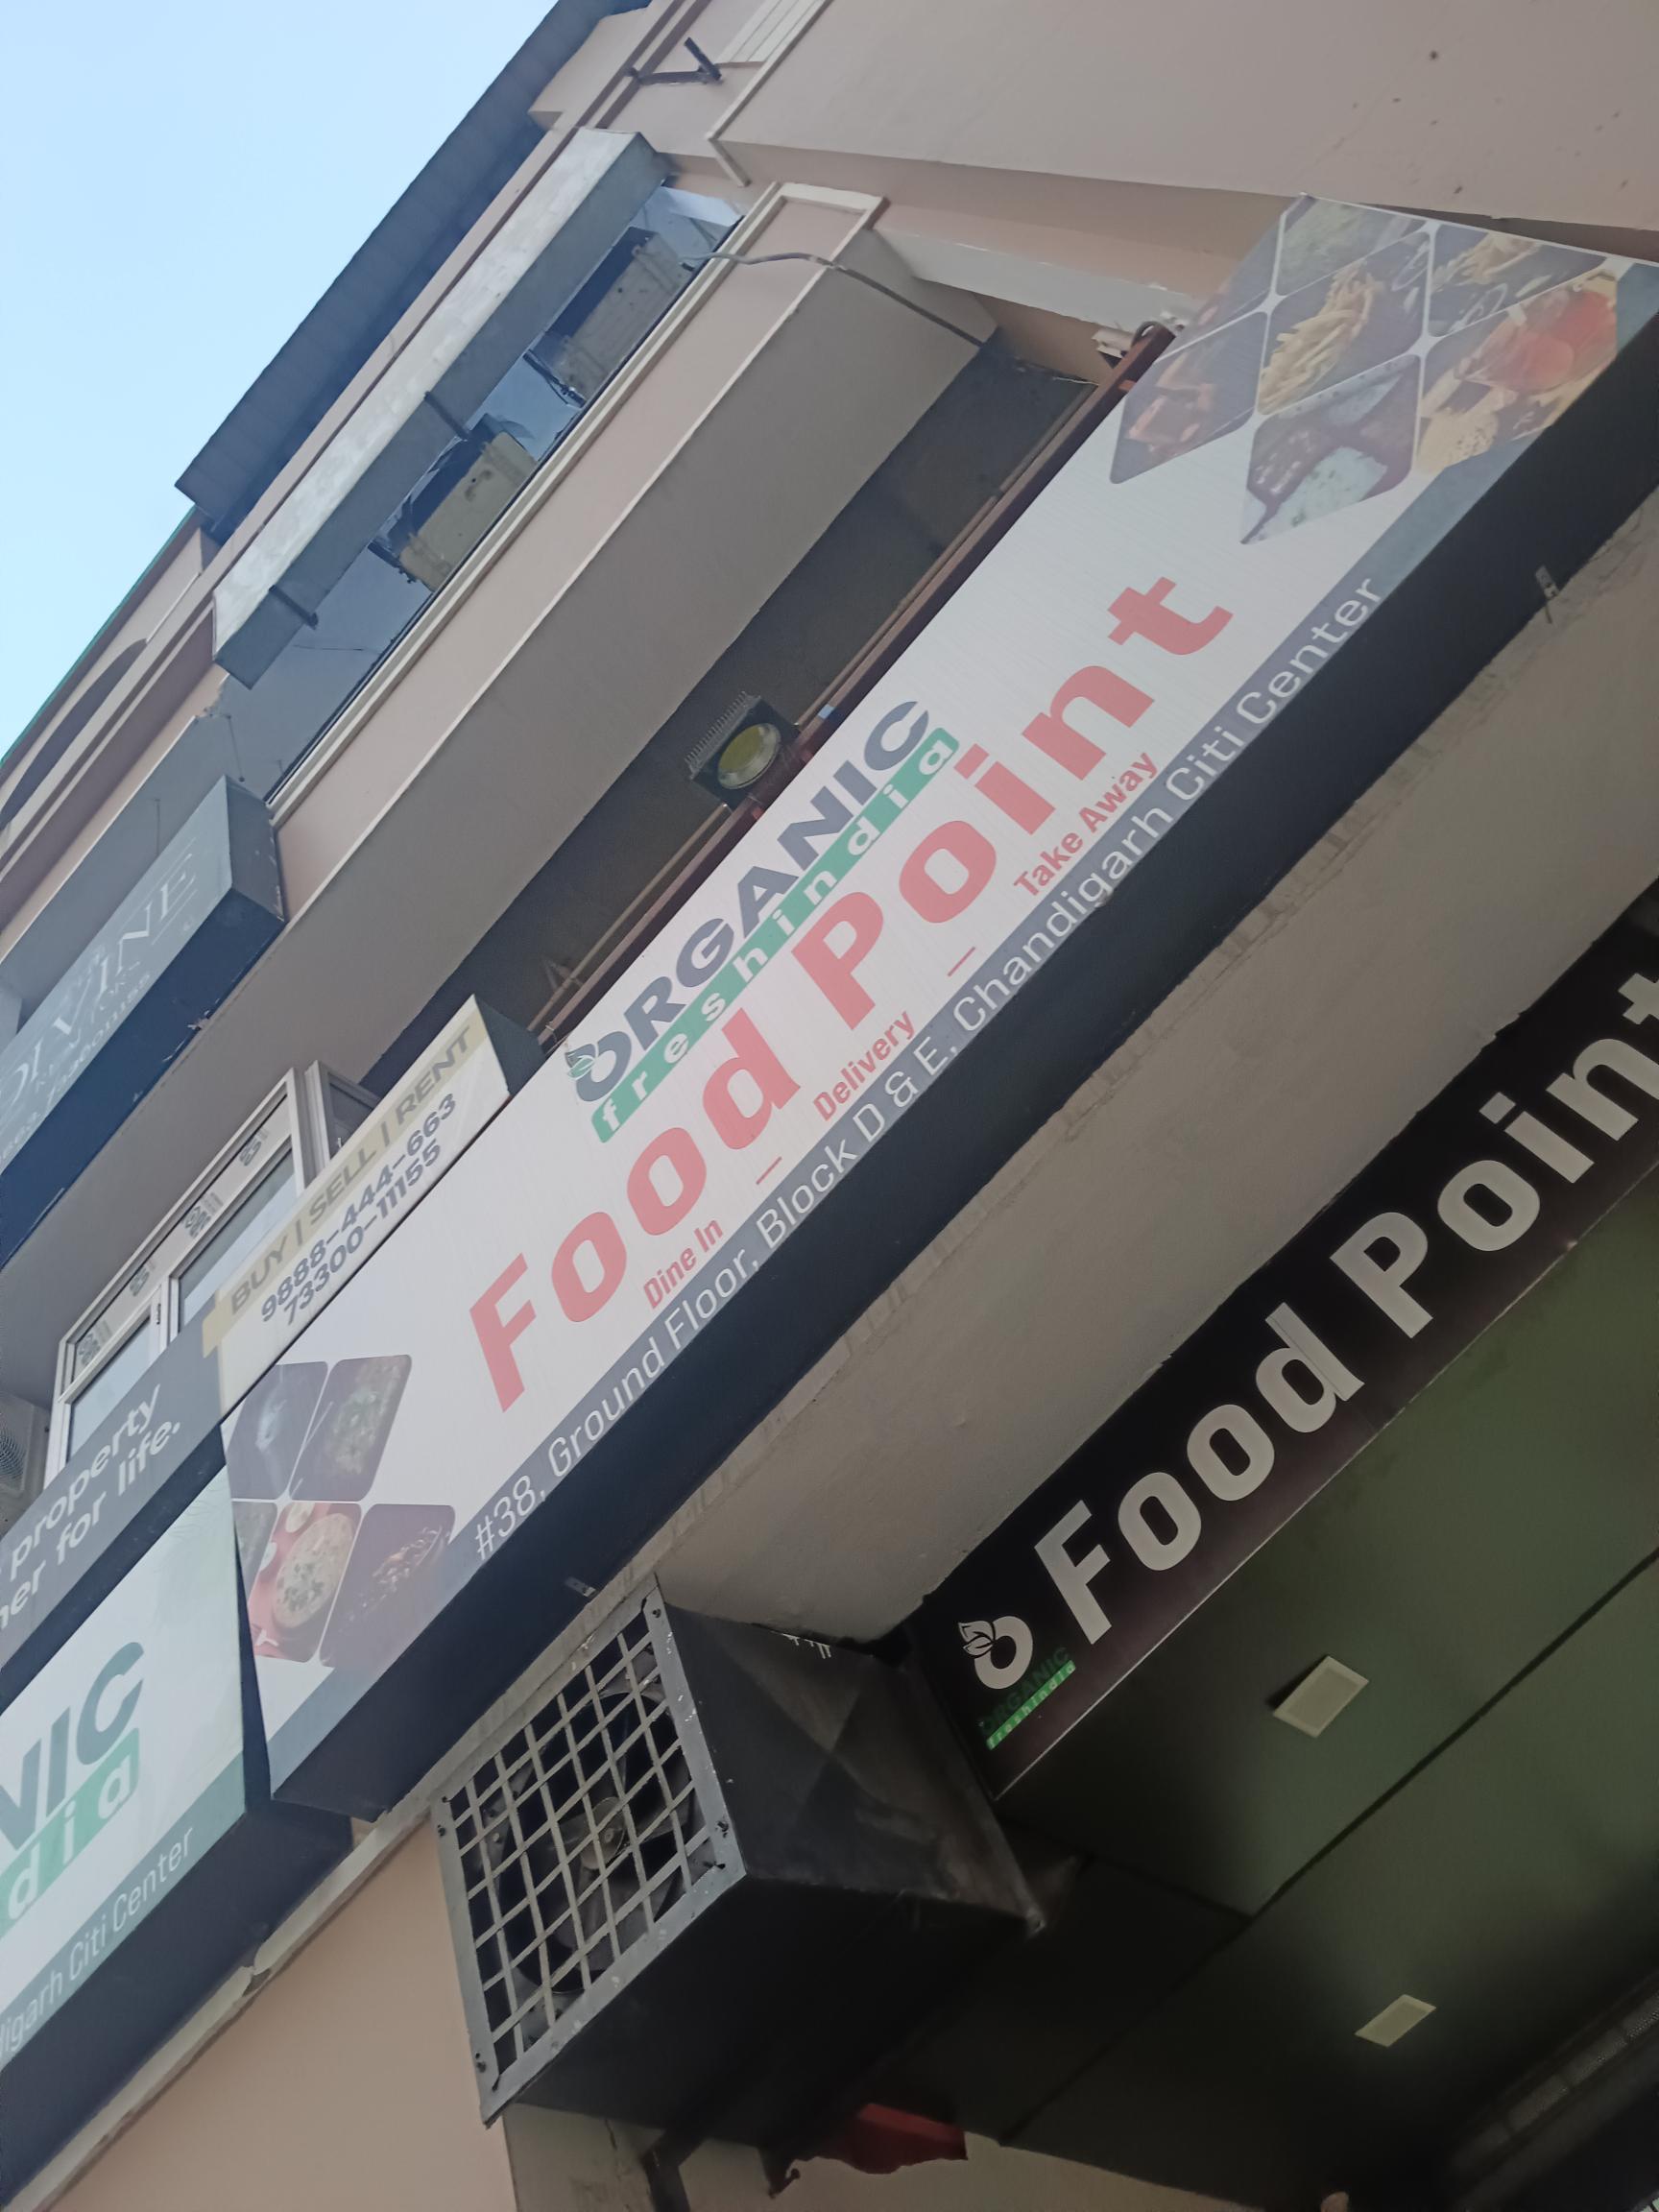 DIVINE
BUY | SELL | RENT
9888-444-663
73300-11155
property
for life.
ORGANIC
freshindia
Food Point
Dine In _ Delivery _ Take Away
#38, Ground Floor, Block D & E, Chandigarh Citi Center
NIC
dia
digarh Citi Center
Food Point
ORGANIC
freshindia